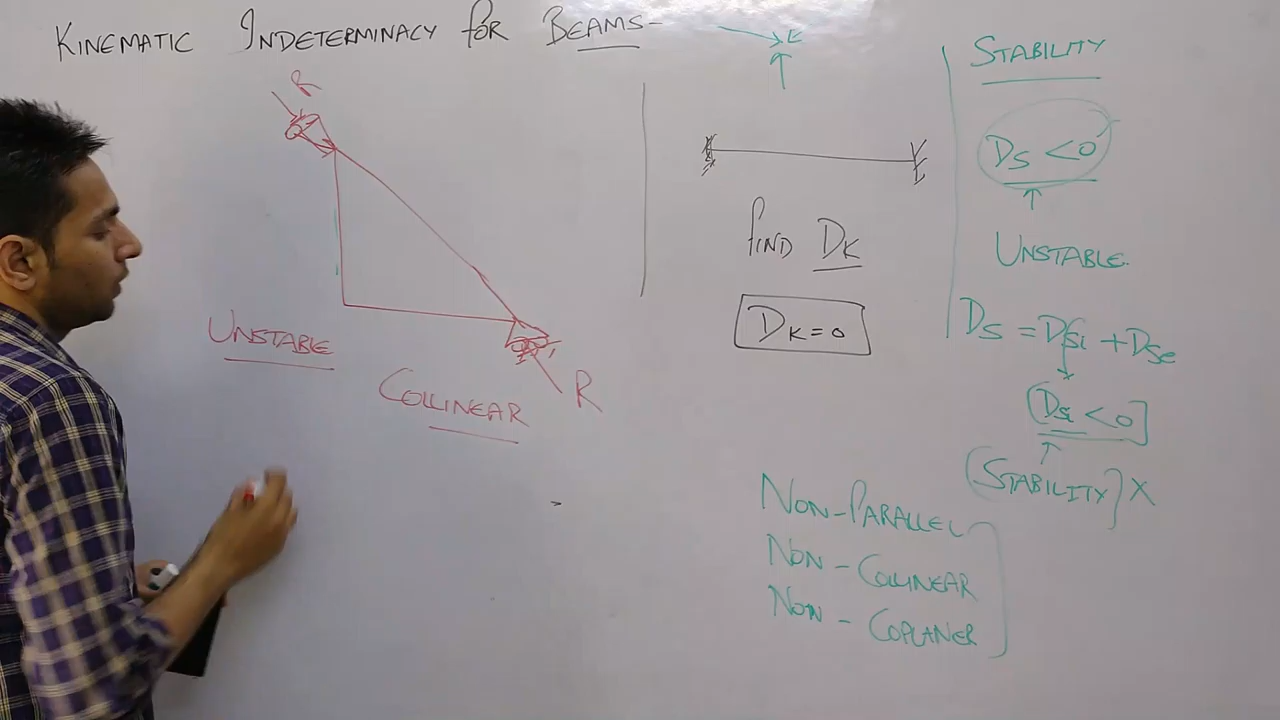 KINEMATIC INDETERMINACY FOR BEAMS-
R
UNSTABLE
COLLINEAR
R
FIND DK
DK=0
STABILITY
DS <0
UNSTABLE.
DS = DSi + DSe
[DSi <0]
(STABILITY) X
NON-PARALLEL
NON - COLLINEAR
NON - COPLANER